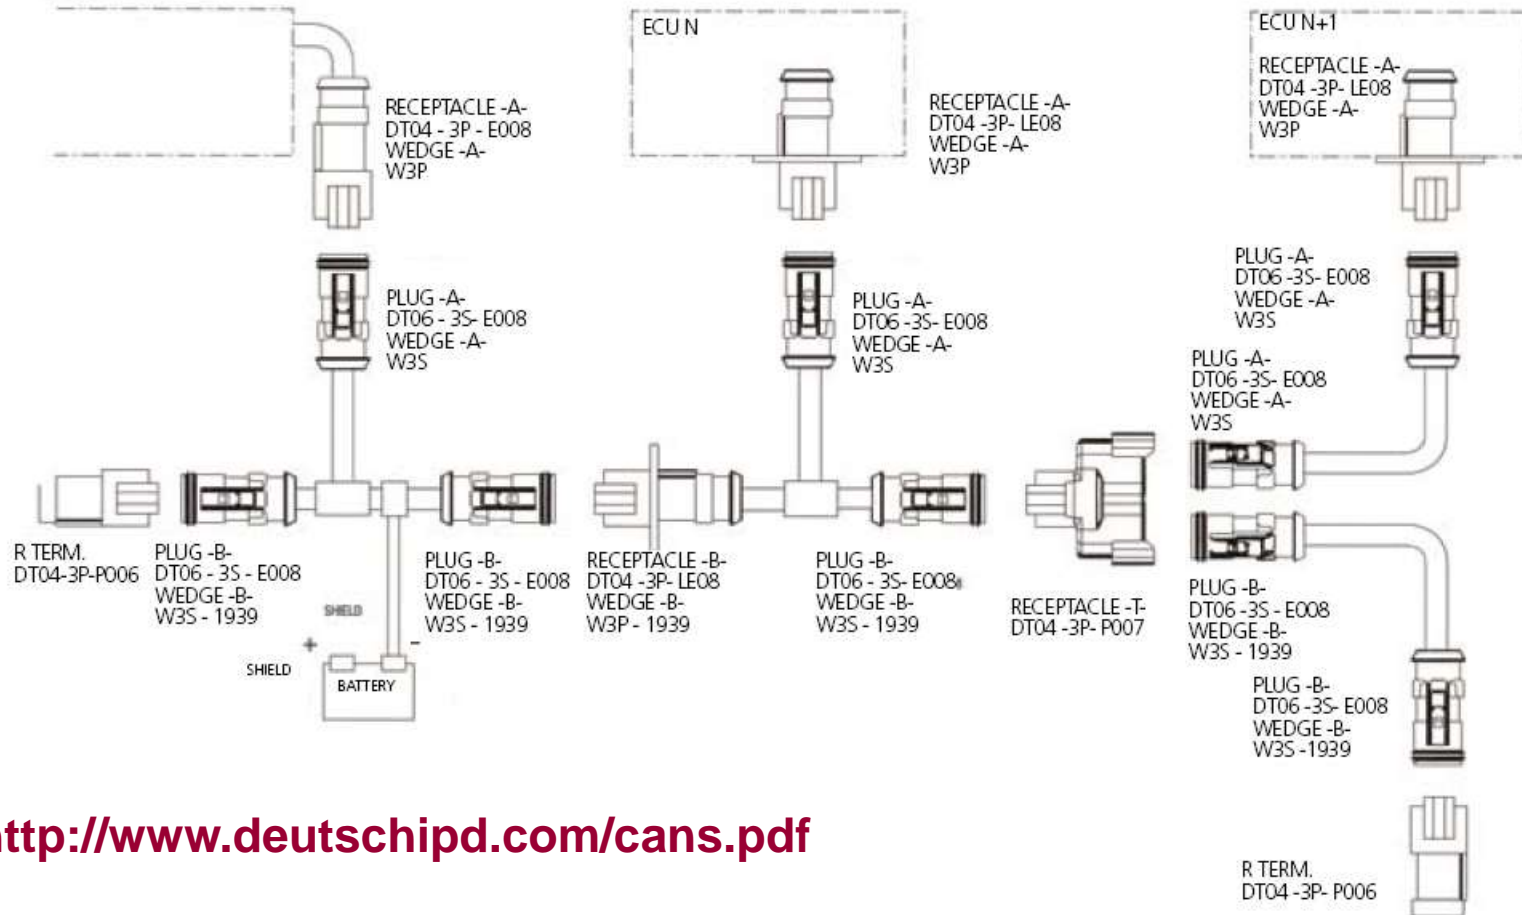 ECU N
ECU N+1
RECEPTACLE -A-
DT04 - 3P - E008
WEDGE -A-
W3P
RECEPTACLE -A-
DT04 -3P- LE08
WEDGE -A-
W3P
RECEPTACLE -A-
DT04 -3P- LE08
WEDGE -A-
W3P
PLUG -A-
DT06 - 3S- E008
WEDGE -A-
W3S
PLUG -A-
DT06 -3S- E008
WEDGE -A-
W3S
PLUG -A-
DT06 -3S- E008
WEDGE -A-
W3S
PLUG -A-
DT06 -3S- E008
WEDGE -A-
W3S
R TERM.
DT04-3P-P006
PLUG -B-
DT06 - 3S - E008
WEDGE -B-
W3S - 1939
SHIELD
+
-
SHIELD
BATTERY
PLUG -B-
DT06 - 3S - E008
WEDGE -B-
W3S - 1939
RECEPTACLE -B-
DT04 -3P- LE08
WEDGE -B-
W3P - 1939
PLUG -B-
DT06 - 3S- E008
WEDGE -B-
W3S - 1939
RECEPTACLE -T-
DT04 -3P- P007
PLUG -B-
DT06 -3S - E008
WEDGE -B-
W3S - 1939
PLUG -B-
DT06 -3S- E008
WEDGE -B-
W3S -1939
R TERM.
DT04 -3P- P006
http://www.deutschipd.com/cans.pdf